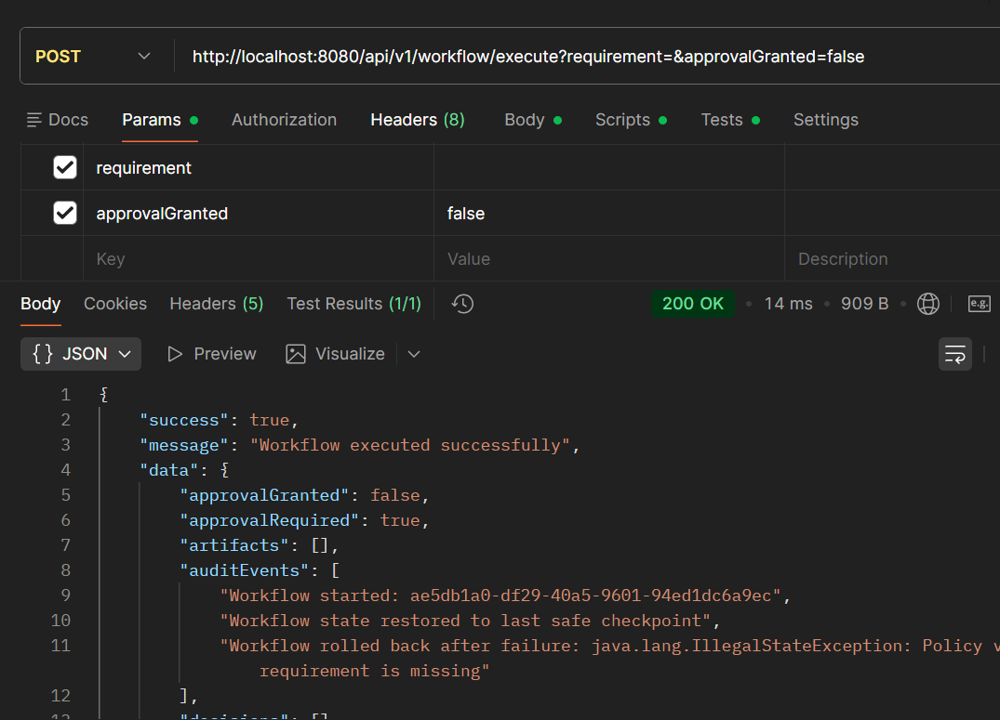 POST http://localhost:8080/api/v1/workflow/execute?requirement=&approvalGranted=false
Docs Params Authorization Headers (8) Body Scripts Tests Settings
requirement
approvalGranted false
Key Value Description
Body Cookies Headers (5) Test Results (1/1) 200 OK 14 ms 909 B e.g.
{} JSON Preview Visualize
1 {
2 "success": true,
3 "message": "Workflow executed successfully",
4 "data": {
5 "approvalGranted": false,
6 "approvalRequired": true,
7 "artifacts": [],
8 "auditEvents": [
9 "Workflow started: ae5db1a0-df29-40a5-9601-94ed1dc6a9ec",
10 "Workflow state restored to last safe checkpoint",
11 "Workflow rolled back after failure: java.lang.IllegalStateException: Policy
requirement is missing"
12 ],